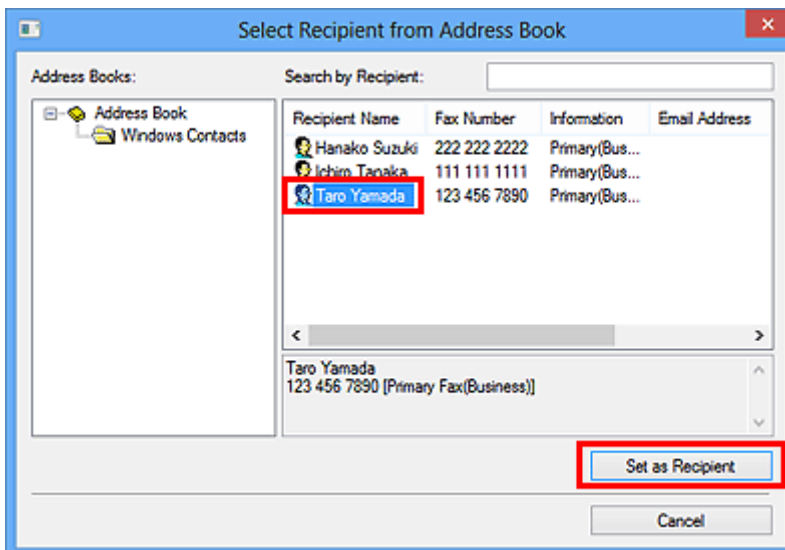 Select Recipient from Address Book
Address Books:
Search by Recipient:
Address Book
Windows Contacts
Recipient Name Fax Number Information Email Address
Hanako Suzuki 222 222 2222 Primary(Bus...
Ichiro Tanaka 111 111 1111 Primary(Bus...
Taro Yamada 123 456 7890 Primary(Bus...
Taro Yamada
123 456 7890 [Primary Fax(Business)]
Set as Recipient
Cancel